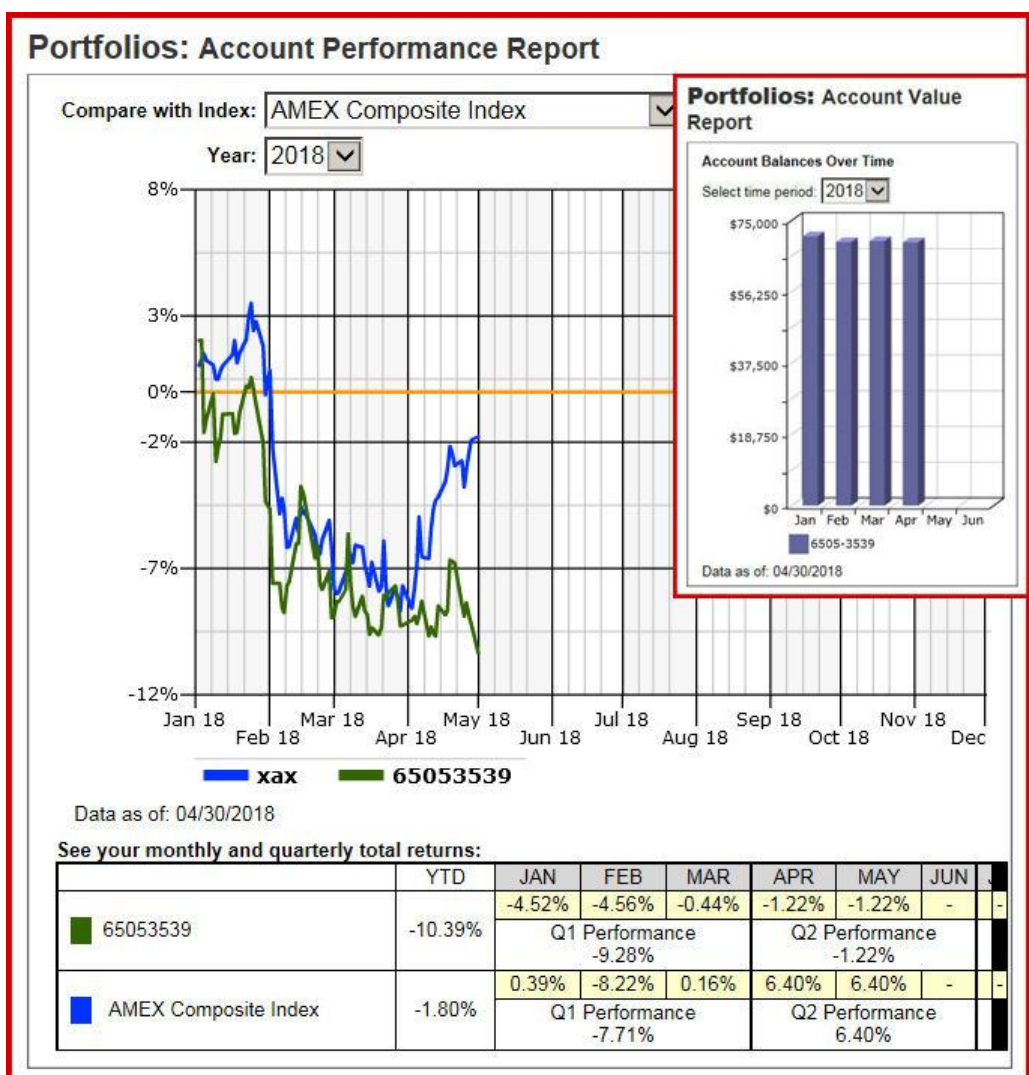 Portfolios: Account Performance Report
Compare with Index: AMEX Composite Index
Year: 2018
8%
3%
0%
-2%
-7%
-12%
Jan 18 Mar 18 May 18 Jul 18 Sep 18 Nov 18
Feb 18 Apr 18 Jun 18 Aug 18 Oct 18 Dec
xax 65053539
Data as of: 04/30/2018
Portfolios: Account Value
Report
Account Balances Over Time
Select time period: 2018
$75,000
$56,250
$37,500
$18,750
$0
Jan Feb Mar Apr May Jun
6505-3539
Data as of: 04/30/2018
See your monthly and quarterly total returns:
YTD JAN FEB MAR APR MAY JUN
-4.52% -4.56% -0.44% -1.22% -1.22% - -
65053539 -10.39% Q1 Performance Q2 Performance
-9.28% -1.22%
0.39% -8.22% 0.16% 6.40% 6.40% - -
AMEX Composite Index -1.80% Q1 Performance Q2 Performance
-7.71% 6.40%